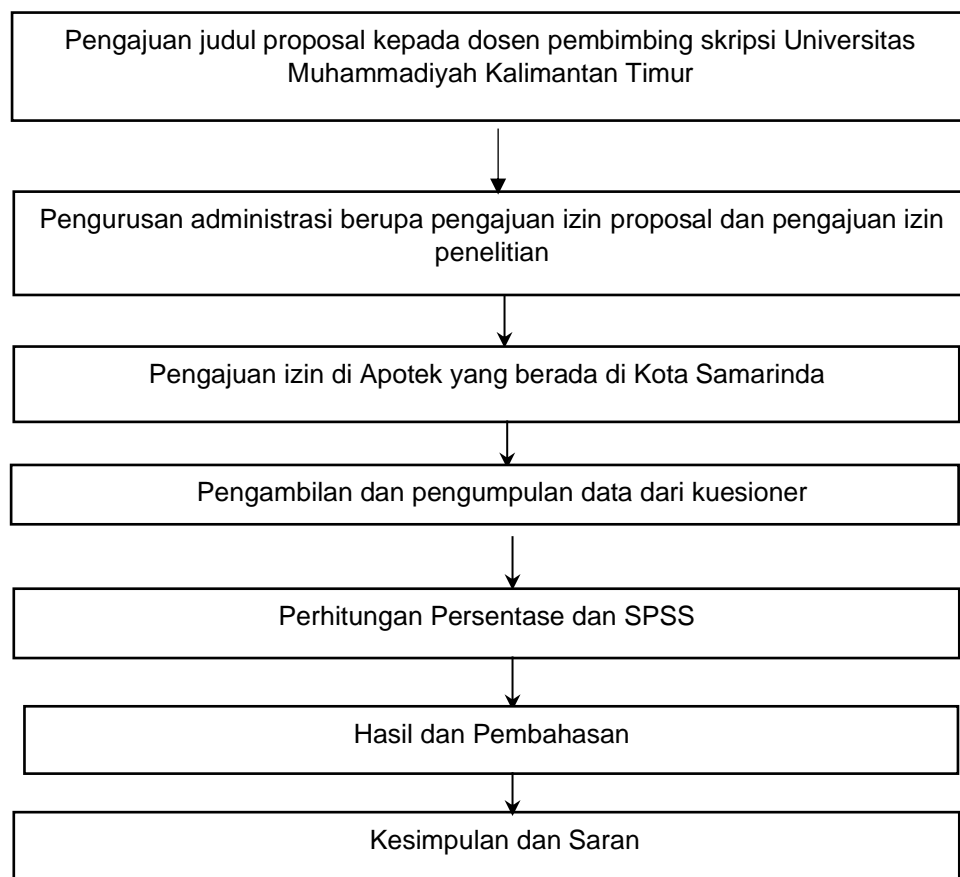 Pengajuan judul proposal kepada dosen pembimbing skripsi Universitas
Muhammadiyah Kalimantan Timur
Pengurusan administrasi berupa pengajuan izin proposal dan pengajuan izin
penelitian
Pengajuan izin di Apotek yang berada di Kota Samarinda
Pengambilan dan pengumpulan data dari kuesioner
Perhitungan Persentase dan SPSS
Hasil dan Pembahasan
Kesimpulan dan Saran